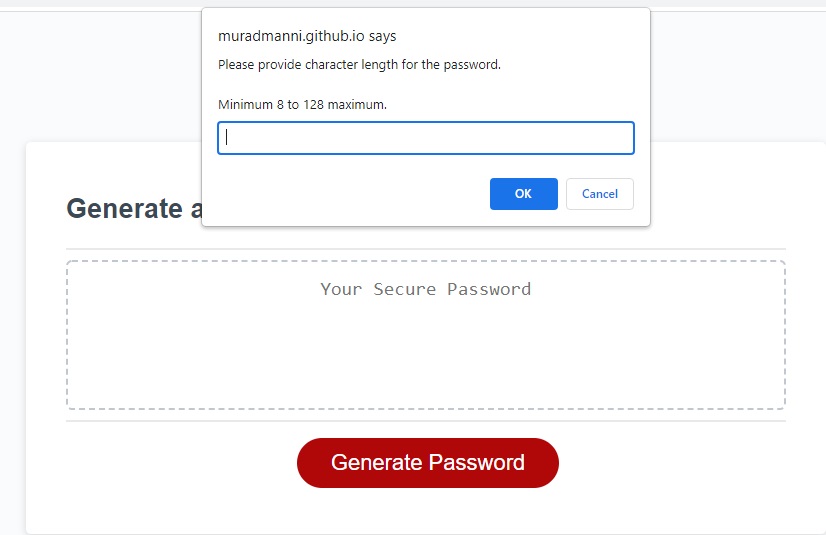 muradmanni.github.io says
Please provide character length for the password.
Minimum 8 to 128 maximum.
OK
Cancel
Generate a
Your Secure Password
Generate Password